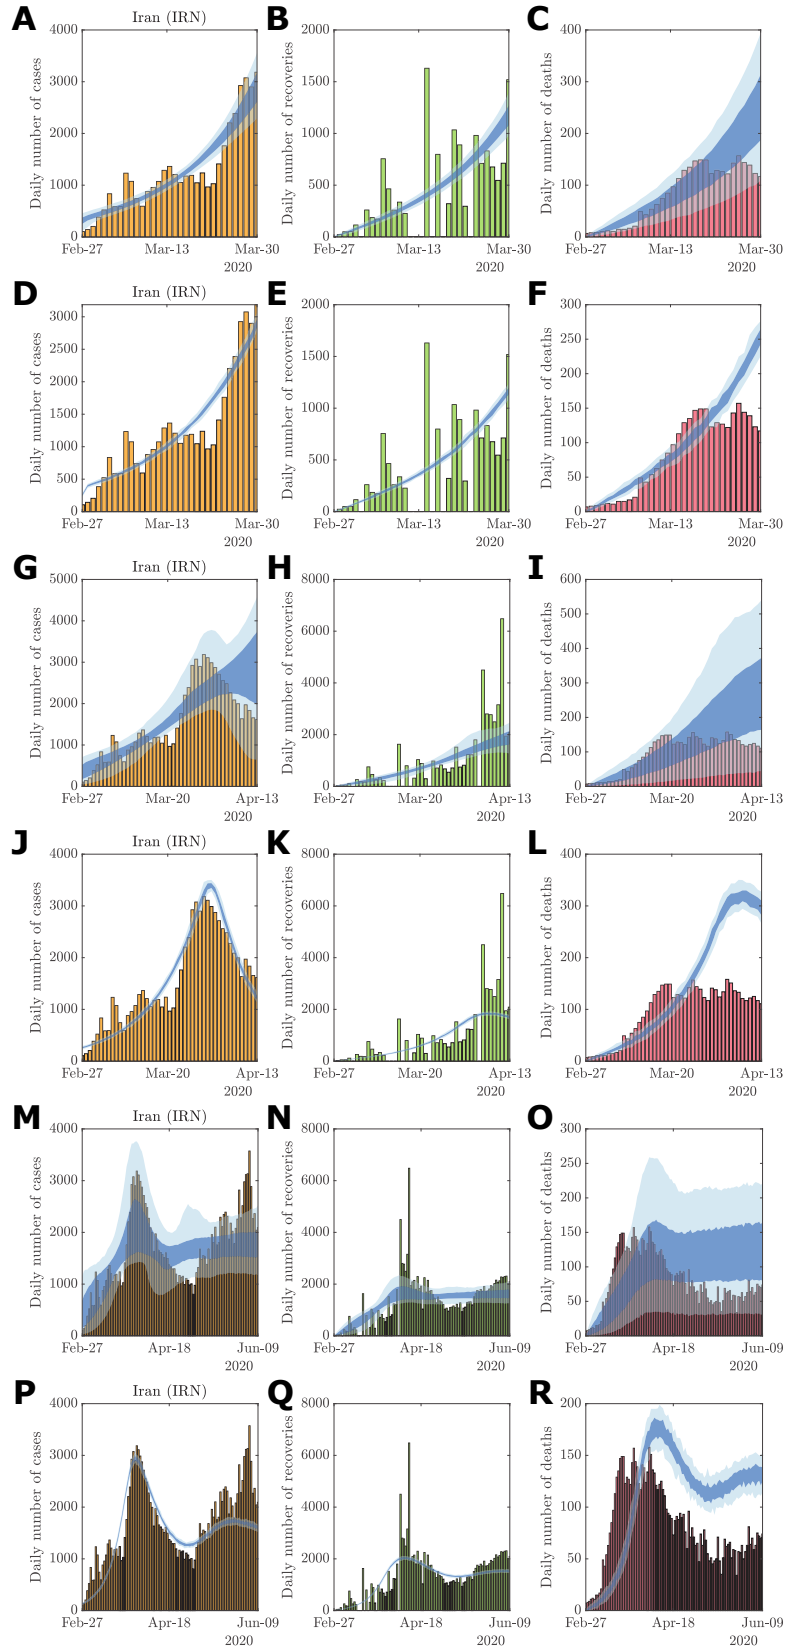 A
Iran (IRN)
B
C
Daily number of cases
4000
3000
2000
1000
0
Feb-27
Mar-13
Mar-30
2020
Daily number of recoveries
2000
1500
1000
500
0
Feb-27
Mar-13
Mar-30
2020
Daily number of deaths
400
300
200
100
0
Feb-27
Mar-13
Mar-30
2020
D
Iran (IRN)
E
F
Daily number of cases
3000
2500
2000
1500
1000
500
0
Feb-27
Mar-13
Mar-30
2020
Daily number of recoveries
2000
1500
1000
500
0
Feb-27
Mar-13
Mar-30
2020
Daily number of deaths
300
250
200
150
100
50
0
Feb-27
Mar-13
Mar-30
2020
G
Iran (IRN)
H
I
Daily number of cases
5000
4000
3000
2000
1000
0
Feb-27
Mar-20
Apr-13
2020
Daily number of recoveries
8000
6000
4000
2000
0
Feb-27
Mar-20
Apr-13
2020
Daily number of deaths
600
500
400
300
200
100
0
Feb-27
Mar-20
Apr-13
2020
J
Iran (IRN)
K
L
Daily number of cases
4000
3000
2000
1000
0
Feb-27
Mar-20
Apr-13
2020
Daily number of recoveries
8000
6000
4000
2000
0
Feb-27
Mar-20
Apr-13
2020
Daily number of deaths
400
300
200
100
0
Feb-27
Mar-20
Apr-13
2020
M
Iran (IRN)
N
O
Daily number of cases
4000
3000
2000
1000
0
Feb-27
Apr-18
Jun-09
2020
Daily number of recoveries
8000
6000
4000
2000
0
Feb-27
Apr-18
Jun-09
2020
Daily number of deaths
300
250
200
150
100
50
0
Feb-27
Apr-18
Jun-09
2020
P
Iran (IRN)
Q
R
Daily number of cases
4000
3000
2000
1000
0
Feb-27
Apr-18
Jun-09
2020
Daily number of recoveries
8000
6000
4000
2000
0
Feb-27
Apr-18
Jun-09
2020
Daily number of deaths
200
150
100
50
0
Feb-27
Apr-18
Jun-09
2020